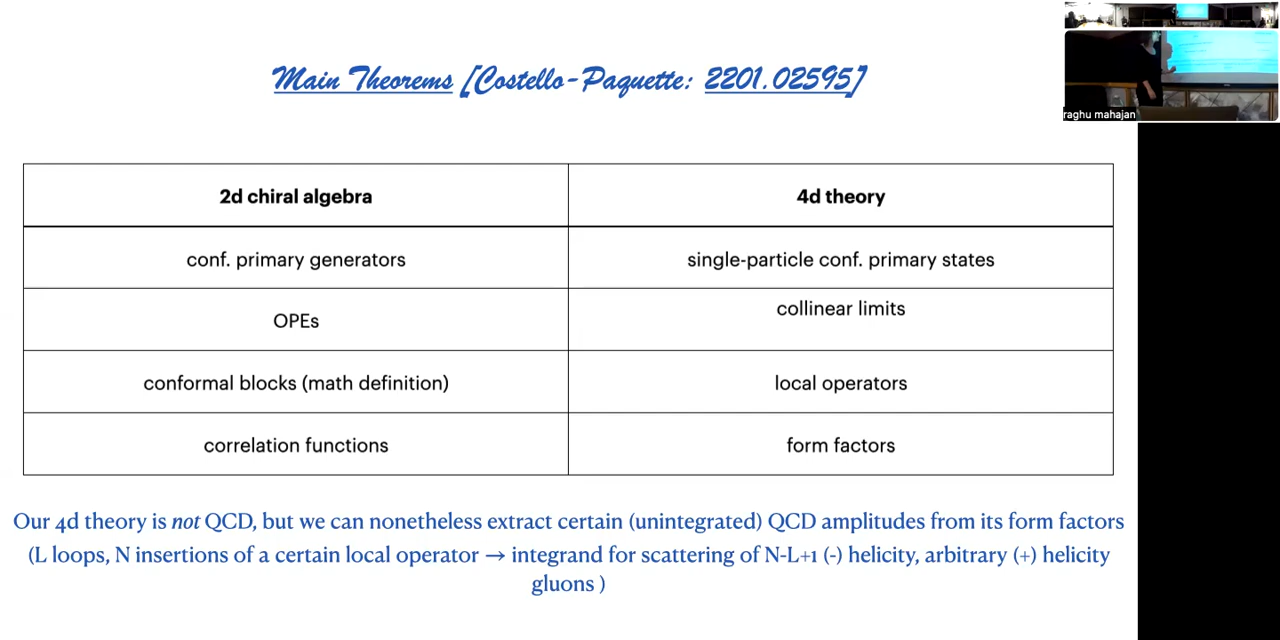 Main Theorems [Costello-Paquette: 2201.02595]
raghu mahajan
2d chiral algebra
4d theory
conf. primary generators
single-particle conf. primary states
OPEs
collinear limits
conformal blocks (math definition)
local operators
correlation functions
form factors
Our 4d theory is not QCD, but we can nonetheless extract certain (unintegrated) QCD amplitudes from its form factors
(L loops, N insertions of a certain local operator → integrand for scattering of N-L+1 (-) helicity, arbitrary (+) helicity
gluons )